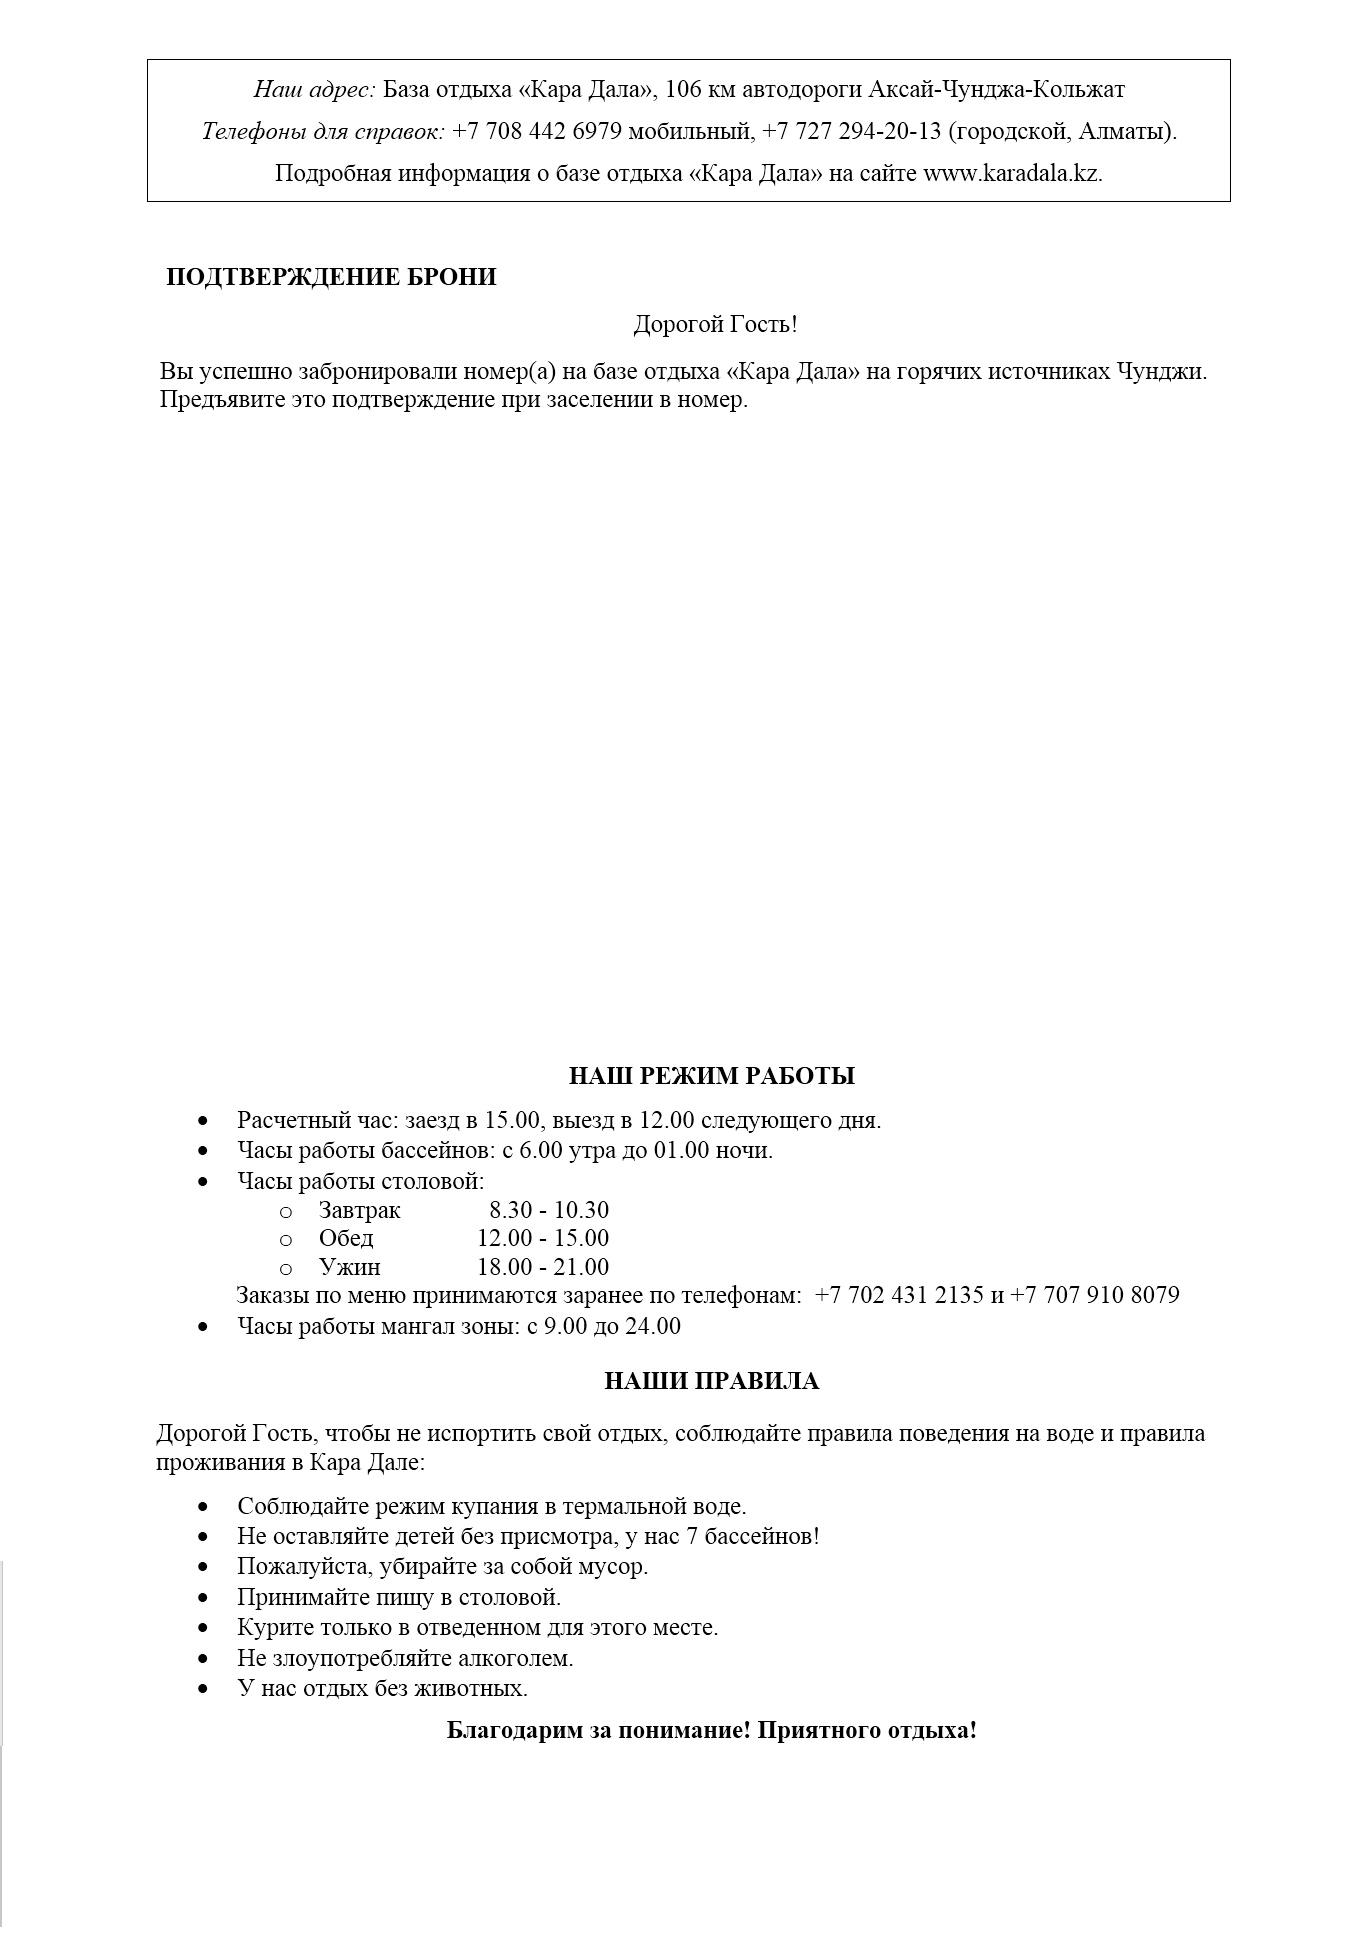 Наш адрес: База отдыха «Кара Дала», 106 км автодороги Аксай-Чунджа-Кольжат
Телефоны для справок: +7 708 442 6979 мобильный, +7 727 294-20-13 (городской, Алматы).
Подробная информация о базе отдыха «Кара Дала» на сайте www.karadala.kz.
ПОДТВЕРЖДЕНИЕ БРОНИ
Дорогой Гость!
Вы успешно забронировали номер(а) на базе отдыха «Кара Дала» на горячих источниках Чунджи.
Предъявите это подтверждение при заселении в номер.
НАШ РЕЖИМ РАБОТЫ
• Расчетный час: заезд в 15.00, выезд в 12.00 следующего дня.
• Часы работы бассейнов: с 6.00 утра до 01.00 ночи.
• Часы работы столовой:
o Завтрак 8.30 - 10.30
o Обед 12.00 - 15.00
o Ужин 18.00 - 21.00
Заказы по меню принимаются заранее по телефонам: +7 702 431 2135 и +7 707 910 8079
• Часы работы мангал зоны: с 9.00 до 24.00
НАШИ ПРАВИЛА
Дорогой Гость, чтобы не испортить свой отдых, соблюдайте правила поведения на воде и правила
проживания в Кара Дале:
• Соблюдайте режим купания в термальной воде.
• Не оставляйте детей без присмотра, у нас 7 бассейнов!
• Пожалуйста, убирайте за собой мусор.
• Принимайте пищу в столовой.
• Курите только в отведенном для этого месте.
• Не злоупотребляйте алкоголем.
• У нас отдых без животных.
Благодарим за понимание! Приятного отдыха!